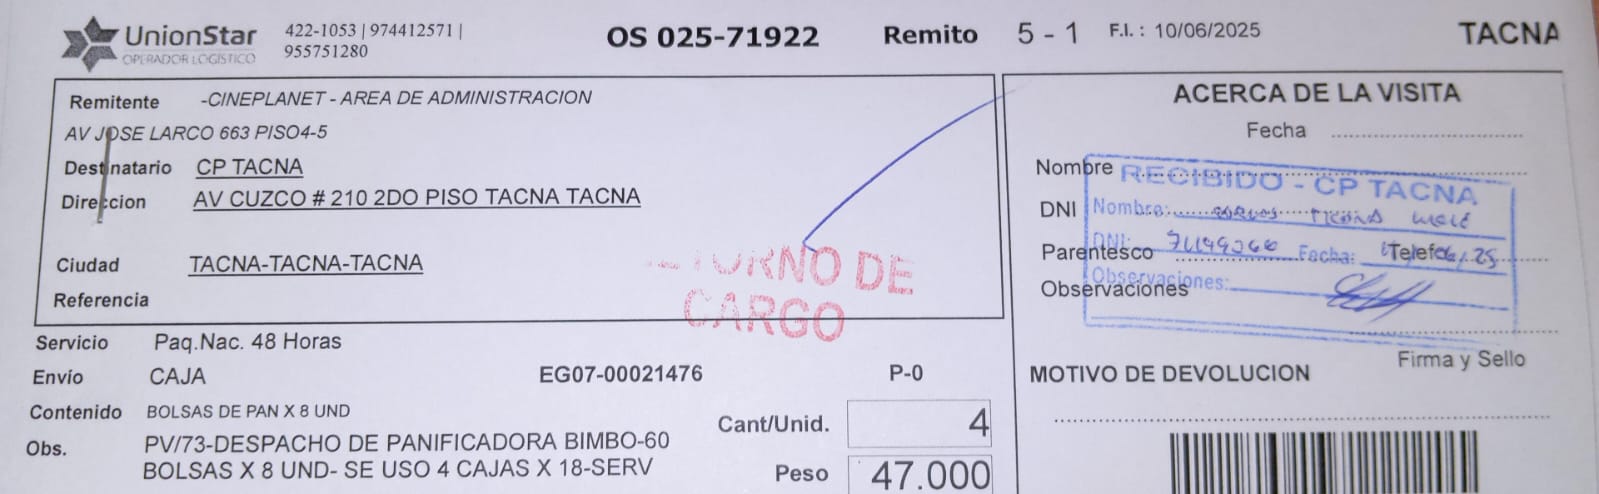 UnionStar
OPERADOR LOGÍSTICO
422-1053 | 974412571 |
955751280
OS 025-71922
Remito 5 - 1
F.I. : 10/06/2025
TACNA
Remitente -CINEPLANET - AREA DE ADMINISTRACION
AV JOSE LARCO 663 PISO4-5
Destinatario CP TACNA
Direccion AV CUZCO # 210 2DO PISO TACNA TACNA
Ciudad TACNA-TACNA-TACNA
Referencia
DE
CARGO
Servicio Paq.Nac. 48 Horas
Envío CAJA EG07-00021476 P-0
Contenido BOLSAS DE PAN X 8 UND
Cant/Unid. 4
Obs. PV/73-DESPACHO DE PANIFICADORA BIMBO-60
BOLSAS X 8 UND- SE USO 4 CAJAS X 18-SERV
Peso 47.000
ACERCA DE LA VISITA
Fecha
Nombre
DNI
Parentesco
Observaciones
RECIBIDO - CP TACNA
Nombre:
DNI: Fecha:
Observaciones:
Firma y Sello
MOTIVO DE DEVOLUCION